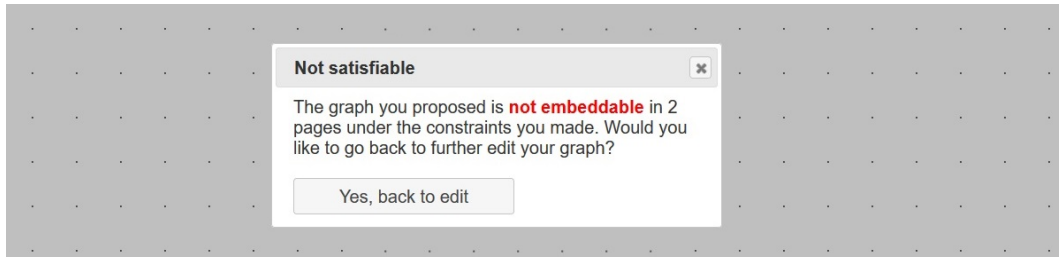 Not satisfiable
The graph you proposed is not embeddable in 2
pages under the constraints you made. Would you
like to go back to further edit your graph?
Yes, back to edit